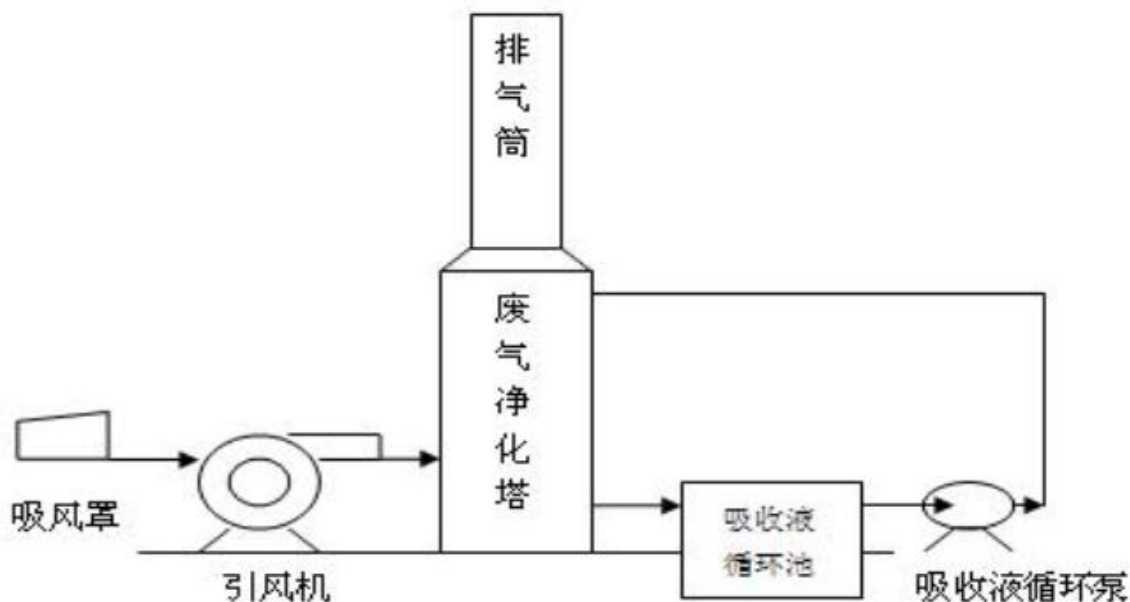 排气筒
废气净化塔
吸风罩
引风机
吸收液
循环池
吸收液循环泵